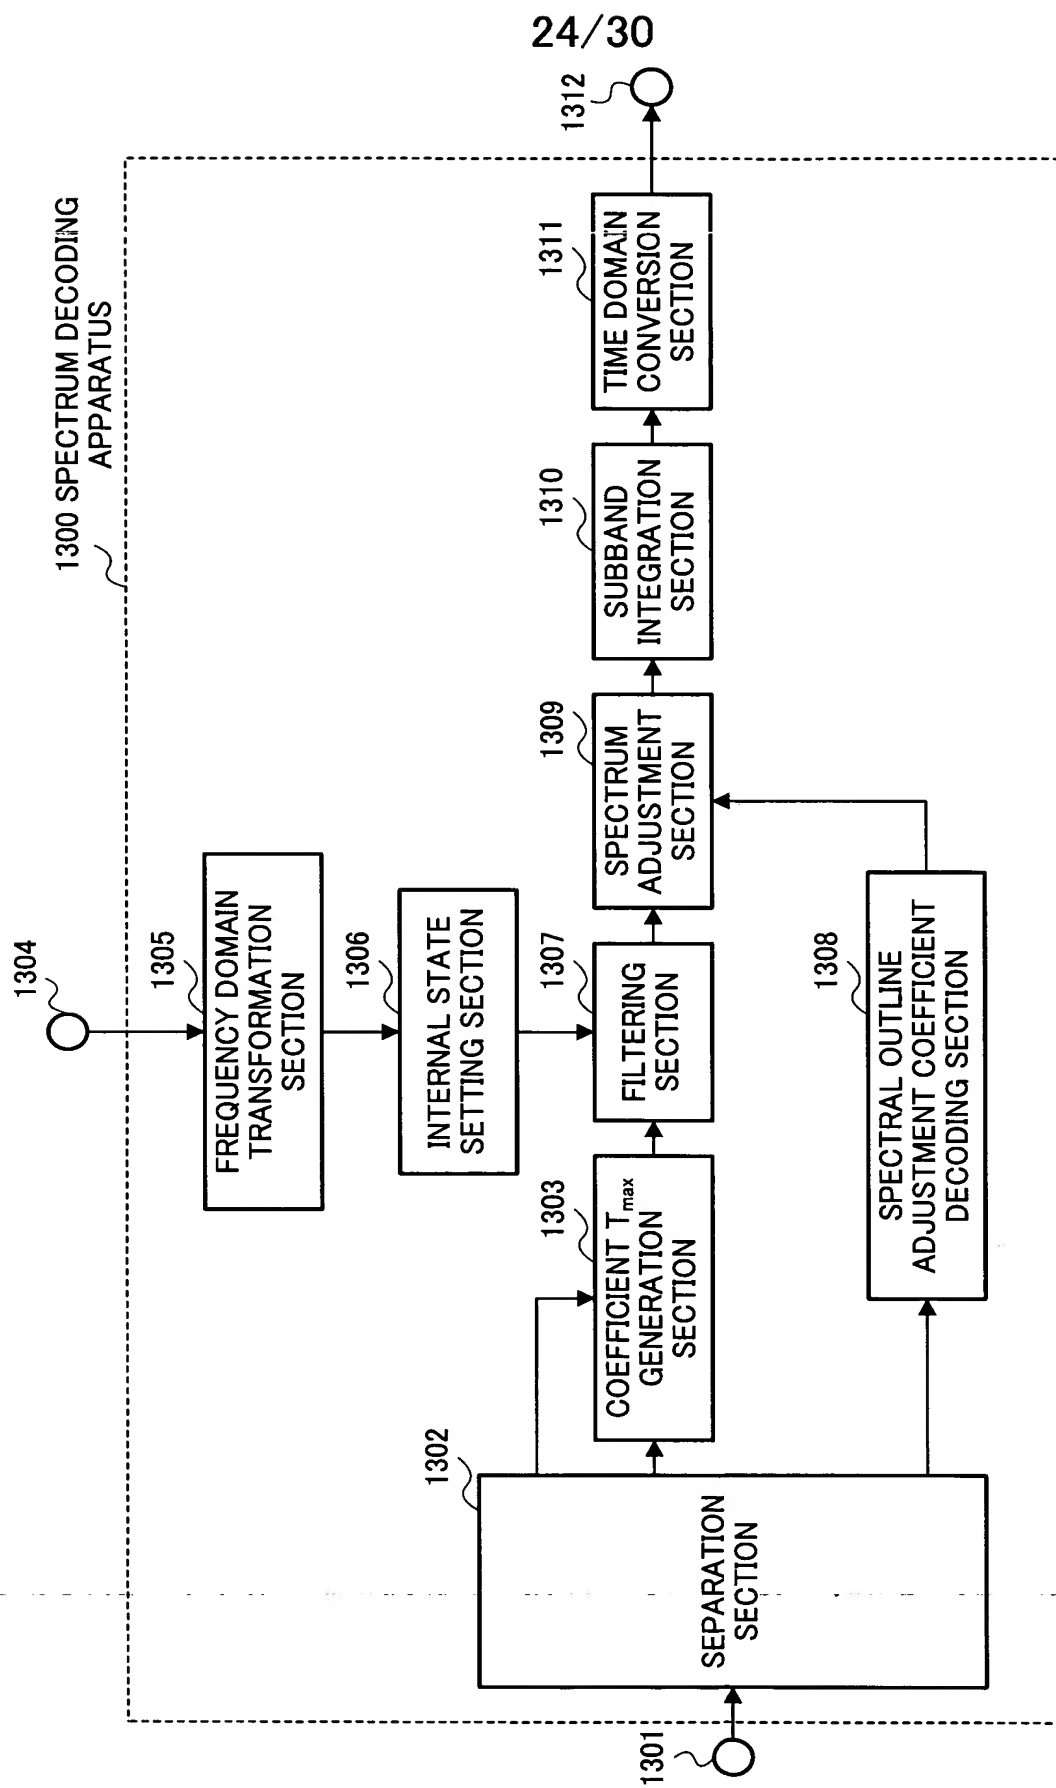 24/30
1300 SPECTRUM DECODING
APPARATUS
1304
1305
FREQUENCY DOMAIN
TRANSFORMATION
SECTION
1306
INTERNAL STATE
SETTING SECTION
1301
1302
SEPARATION
SECTION
1303
COEFFICIENT Tmax
GENERATION
SECTION
1307
FILTERING
SECTION
1309
SPECTRUM
ADJUSTMENT
SECTION
1310
SUBBAND
INTEGRATION
SECTION
1311
TIME DOMAIN
CONVERSION
SECTION
1312
1308
SPECTRAL OUTLINE
ADJUSTMENT COEFFICIENT
DECODING SECTION